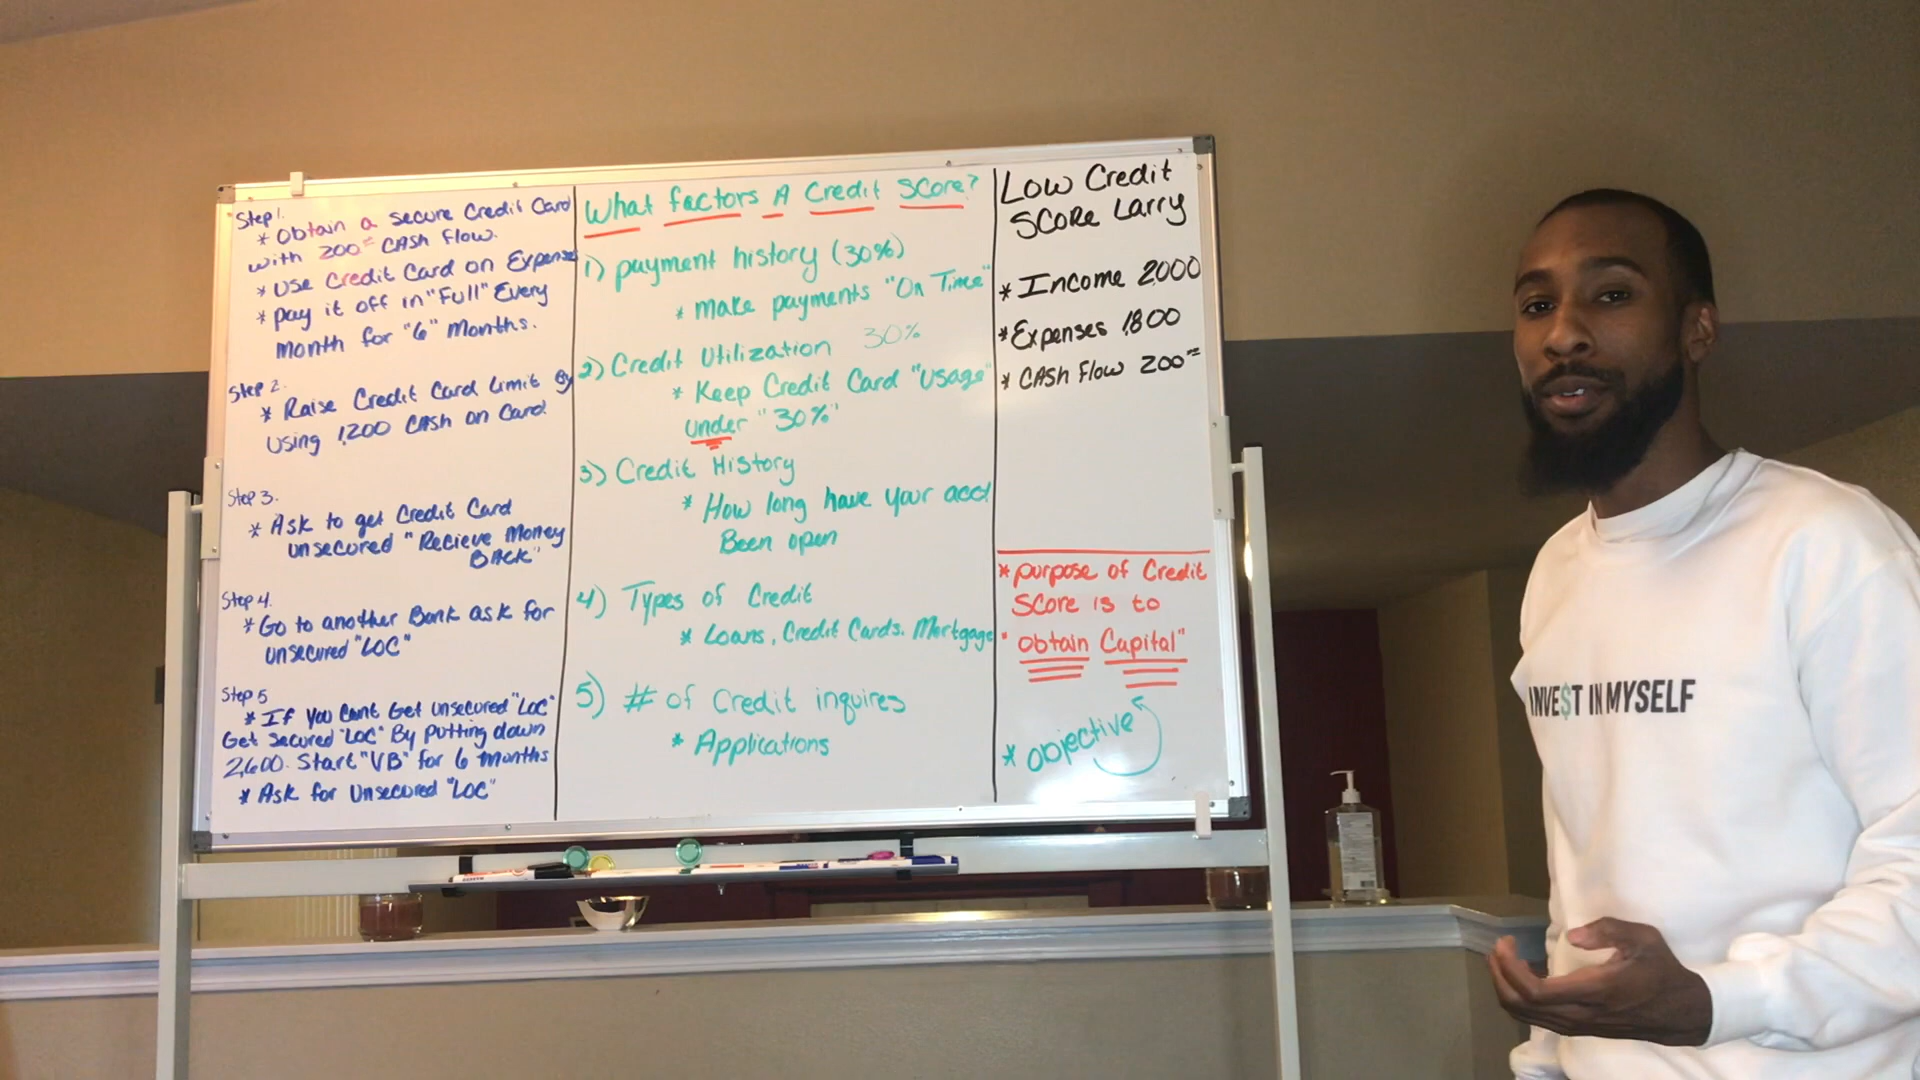 Step 1.
* Obtain a secure Credit Card
with 200= CASH Flow.
* Use Credit Card on Expense
* pay it off in "Full" Every
Month for "6" Months.
Step 2.
* Raise Credit Card Limit By
Using 1,200 CASH on Card.
Step 3.
* Ask to get Credit Card
unsecured "Recieve Money
BACK"
Step 4.
* Go to another Bank ask for
unsecured "LOC"
Step 5
* If You Cant Get Unsecured "LOC"
Get Secured "LOC" By Putting down
2,600. Start "VB" for 6 months
* Ask for Unsecured "LOC"
What factors A Credit Score?
1) payment history (30%)
* make payments "On Time"
2) Credit Utilization 30%
* Keep Credit Card "Usage"
under "30%"
3) Credit History
* How long have your acct
Been open
4) Types of Credit
* Loans, Credit Cards. Mortgage
5) # of Credit inquires
* Applications
Low Credit
Score Larry
* Income 2,000
* Expenses 1,800
* CASH Flow 200=
* purpose of Credit
Score is to
"obtain Capital"
* objective
INVE$T IN MYSELF